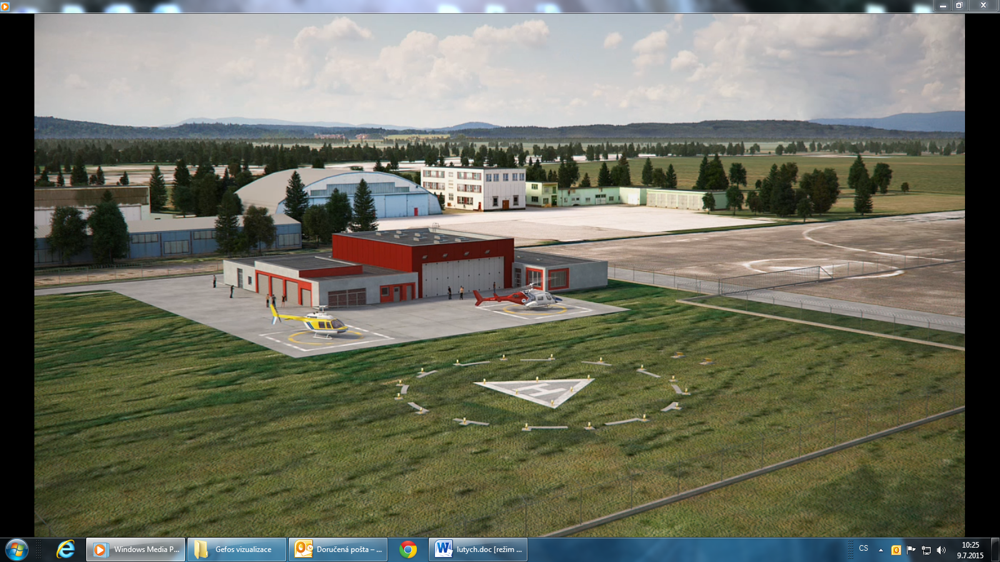 H
Windows Media P...
Gefos vizualizace
Doručená pošta – ...
lutych.doc [režim ...
CS
10:25
9.7.2015